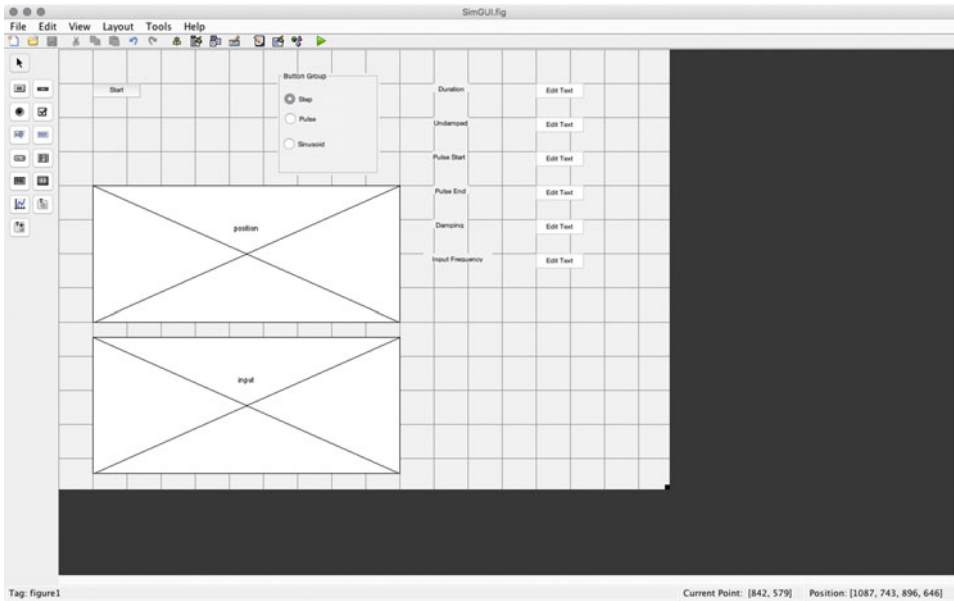 SimGUI.fig
File Edit View Layout Tools Help
Start
Button Group
Step
Pulse
Sinusoid
Duration Edit Text
Undamped Edit Text
Pulse Start Edit Text
Pulse End Edit Text
Damping Edit Text
Input Frequency Edit Text
position
input
Tag: figure1 Current Point: [842, 579] Position: [1087, 743, 896, 646]